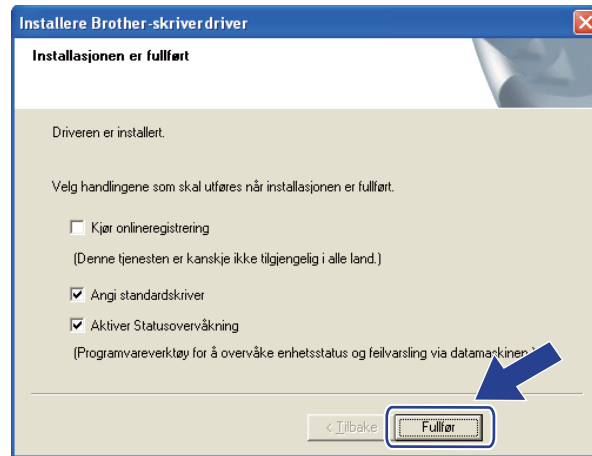 Installere Brother-skriverdriver
Installasjonen er fullført
Driveren er installert.
Velg handlingene som skal utføres når installasjonen er fullført.
Kjør onlineregistrering
(Denne tjenesten er kanskje ikke tilgjengelig i alle land.)
Angi standardskriver
Aktiver Statusovervåkning
(Programvareverktøy for å overvåke enhetsstatus og feilvarsling via datamaskinen.)
< Tilbake
Fullfør